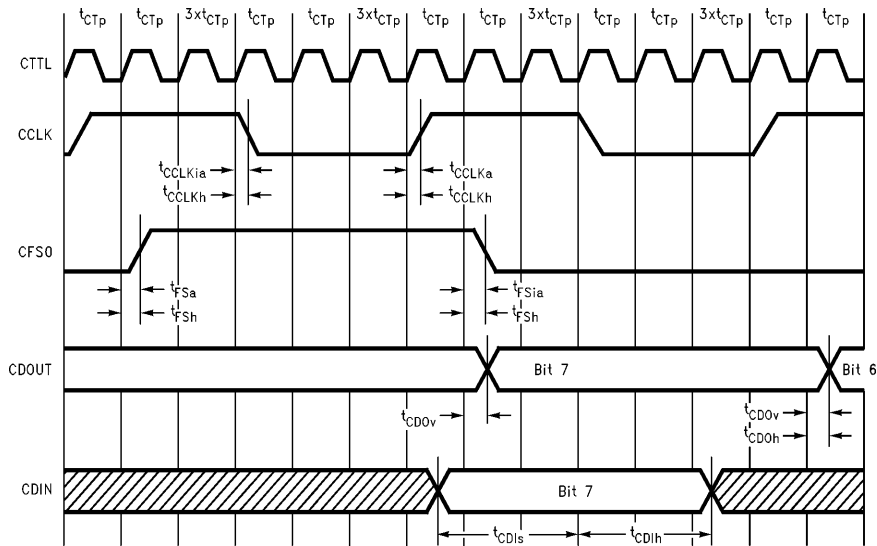 tCTp tCTp 3xtCTp tCTp tCTp 3xtCTp tCTp tCTp 3xtCTp tCTp tCTp 3xtCTp tCTp tCTp
CTTL
CCLK
tCCLKia tCCLKa
tCCLKh tCCLKh
CFS0
tFSa tFSia
tFSh tFSh
CDOUT Bit 7 Bit 6
tCDOv tCDOv
tCDOh
CDIN Bit 7
tCDIs tCDIh